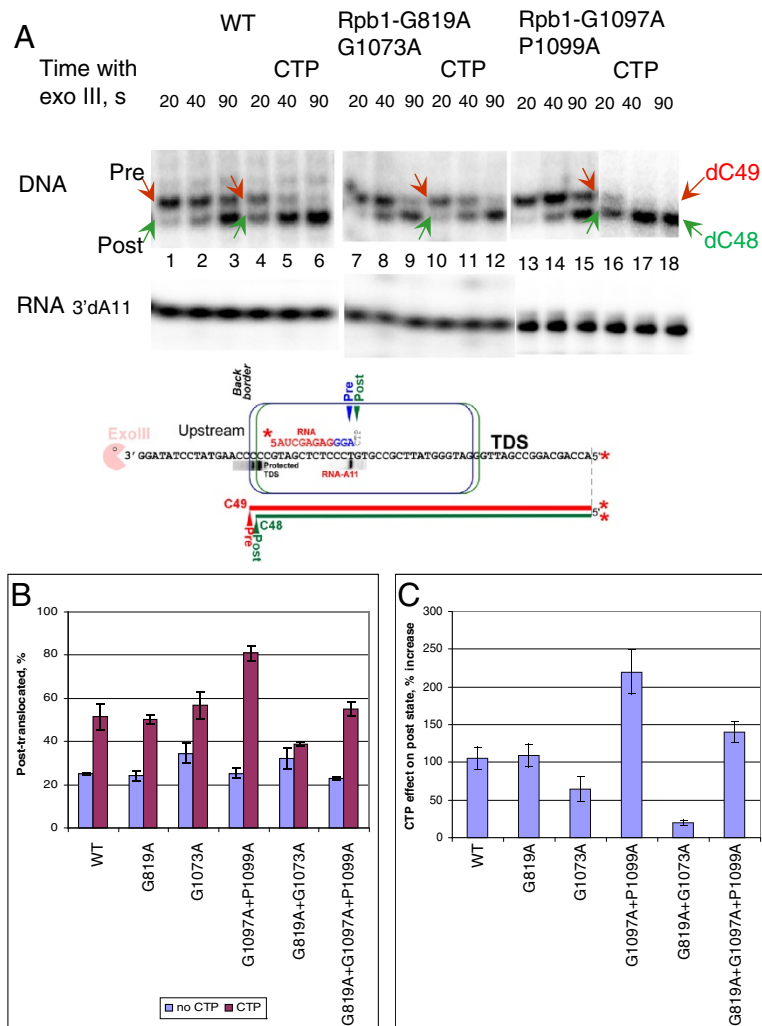 A
WT
Rpb1-G819A
G1073A
Rpb1-G1097A
P1099A
Time with
exo III, s
CTP
CTP
CTP
20 40 90 20 40 90
20 40 90 20 40 90
20 40 90 20 40 90
DNA
Pre
Post
dC49
dC48
1 2 3 4 5 6
7 8 9 10 11 12
13 14 15 16 17 18
RNA 3'dA11
Back
border
Pre
Post
ExoIII
Upstream
* RNA
5AUCGAGAGGGA
CTP
TDS
3'GGATATCCTATGAACCCCCGTAGCTCTCCCTGTGCCGCTTATGGGTAGGGTTAGCCGGACGACCA5'*
Protected
TDS
RNA-A11
C49
C48
5'
*
*
Pre
Post
B
Post-translocated, %
100
80
60
40
20
0
WT
G819A
G1073A
G1097A+P1099A
G819A+G1073A
G819A+G1097A+P1099A
no CTP
CTP
C
CTP effect on post state, % increase
300
250
200
150
100
50
0
WT
G819A
G1073A
G1097A+P1099A
G819A+G1073A
G819A+G1097A+P1099A